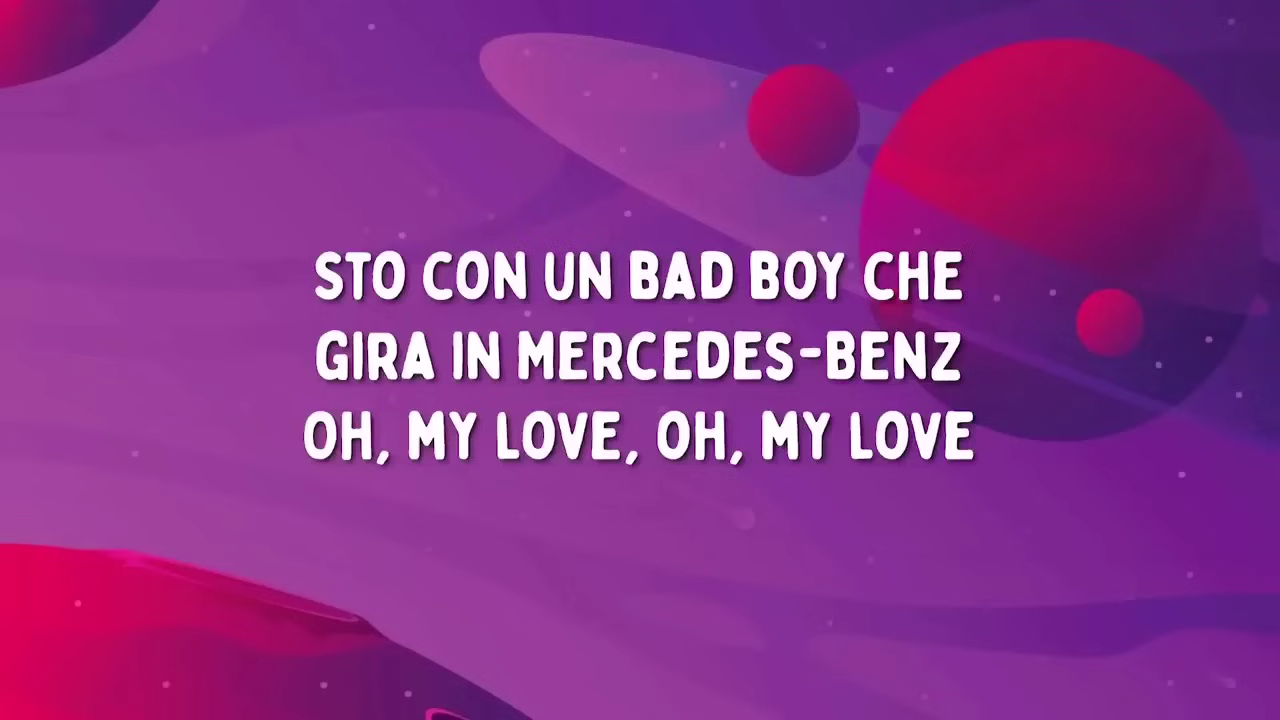 STO CON UN BAD BOY CHE
GIRA IN MERCEDES-BENZ
OH, MY LOVE, OH, MY LOVE